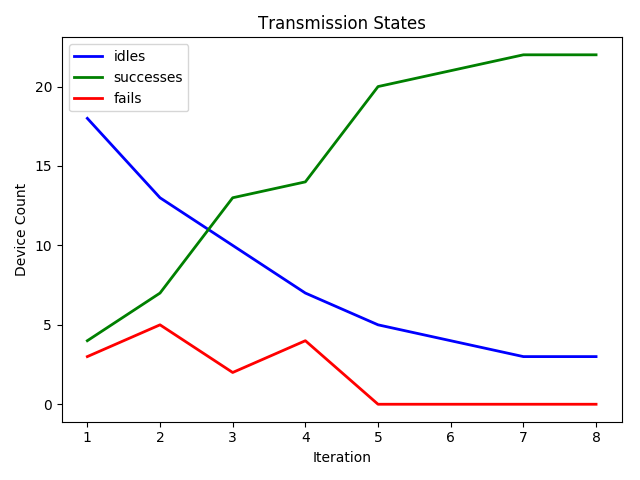 Transmission States
idles
successes
fails
Device Count
20
15
10
5
0
1 2 3 4 5 6 7 8
Iteration